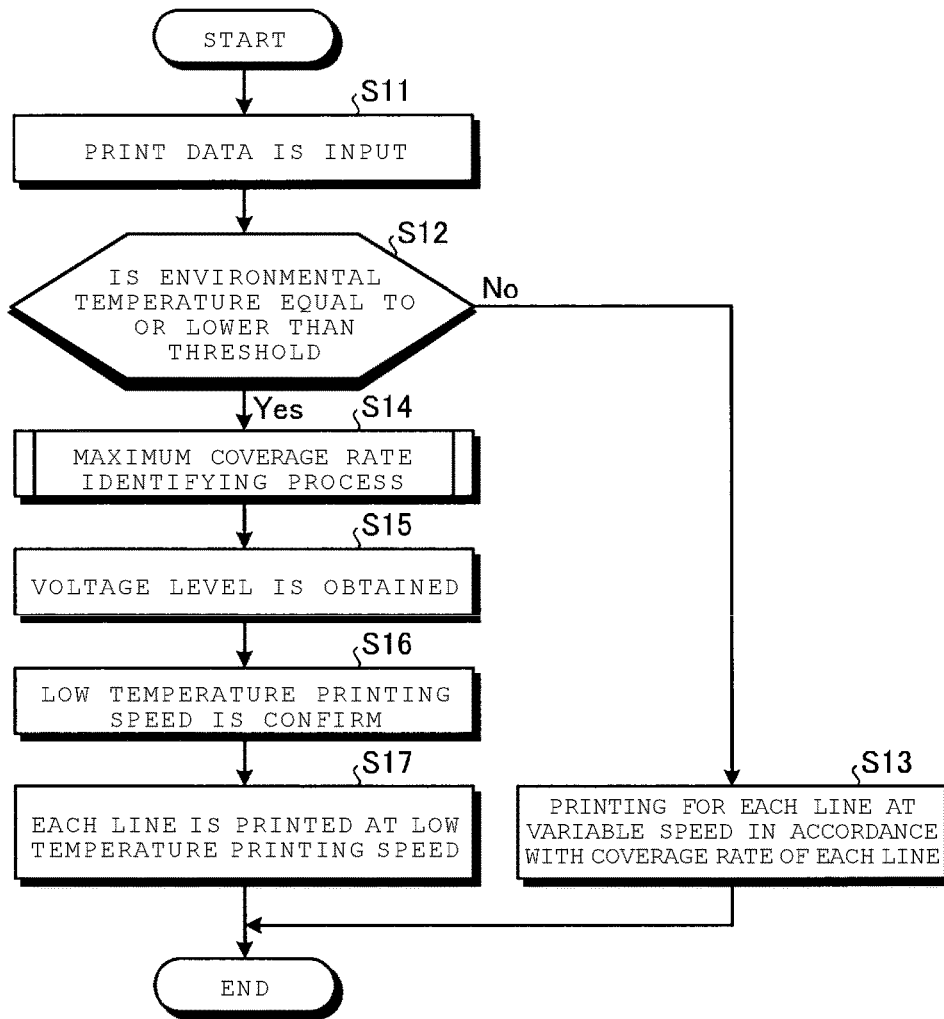 START
S11
PRINT DATA IS INPUT
S12
IS ENVIRONMENTAL
TEMPERATURE EQUAL TO
OR LOWER THAN
THRESHOLD
No
Yes
S14
MAXIMUM COVERAGE RATE
IDENTIFYING PROCESS
S15
VOLTAGE LEVEL IS OBTAINED
S16
LOW TEMPERATURE PRINTING
SPEED IS CONFIRM
S17
EACH LINE IS PRINTED AT LOW
TEMPERATURE PRINTING SPEED
S13
PRINTING FOR EACH LINE AT
VARIABLE SPEED IN ACCORDANCE
WITH COVERAGE RATE OF EACH LINE
END